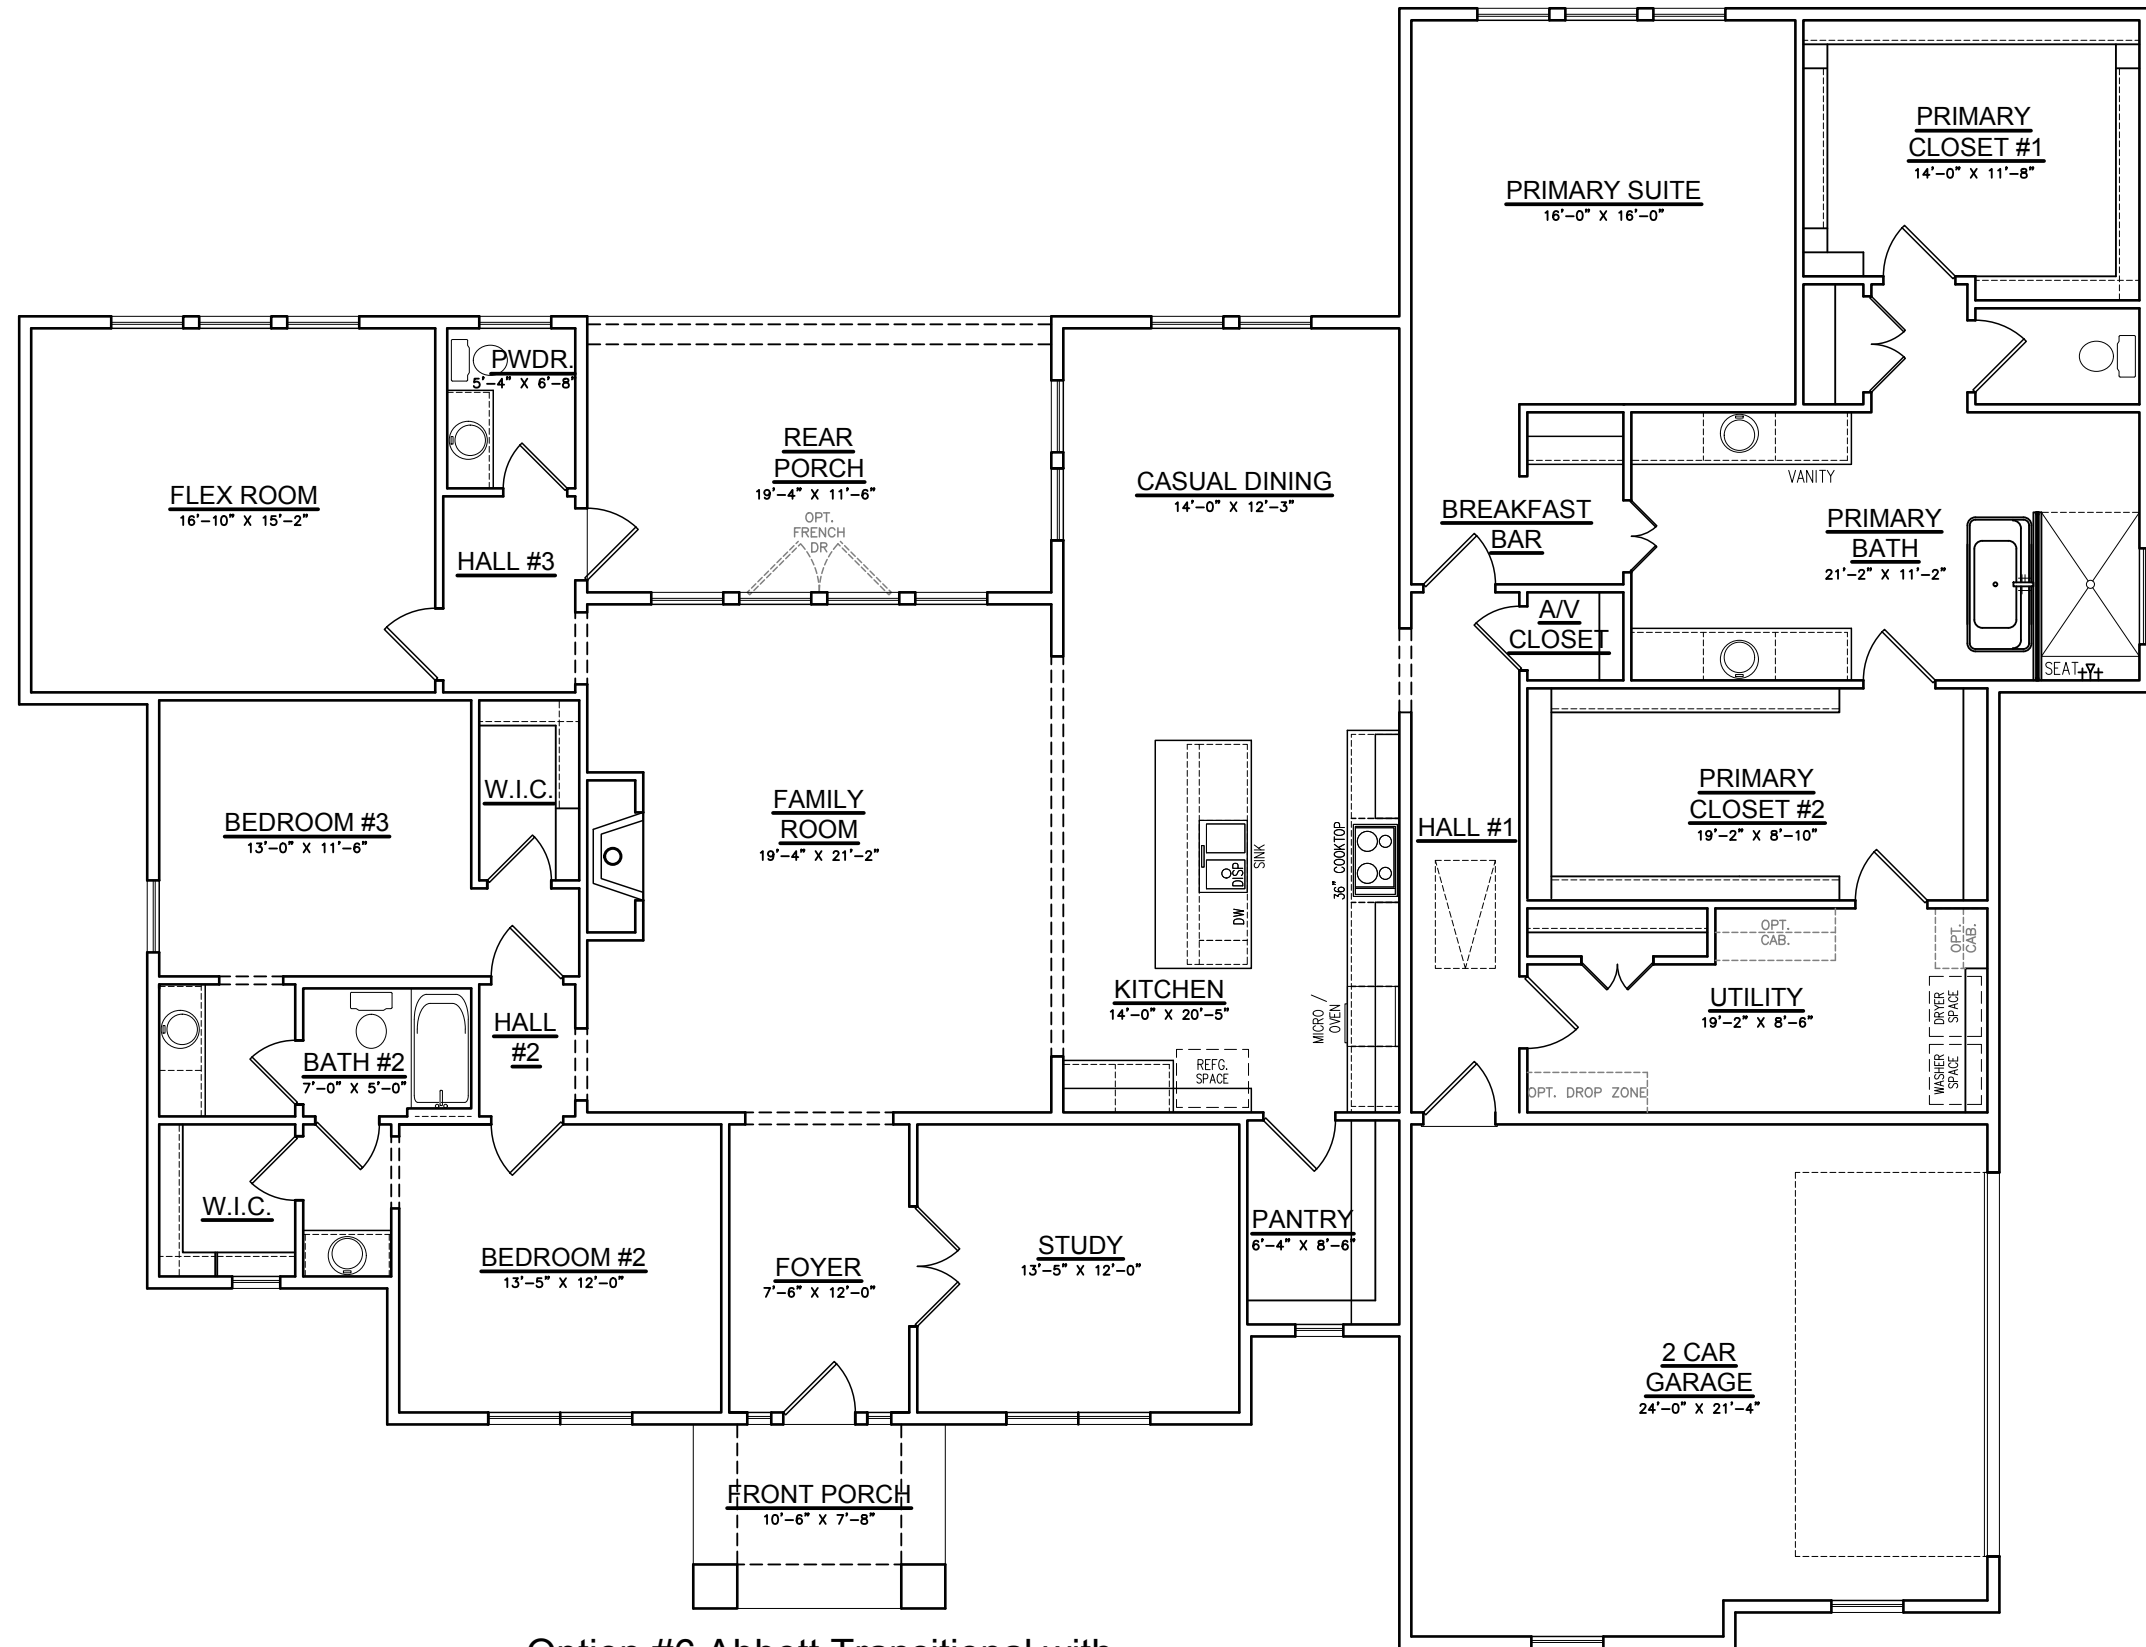 PRIMARY
CLOSET #1
14'-0" X 11'-8"
PRIMARY SUITE
16'-0" X 16'-0"
PWDR.
5'-4" X 6'-8"
REAR
PORCH
19'-4" X 11'-6"
OPT.
FRENCH
DR
CASUAL DINING
14'-0" X 12'-3"
FLEX ROOM
16'-10" X 15'-2"
HALL #3
BREAKFAST
BAR
VANITY
PRIMARY
BATH
21'-2" X 11'-2"
A/V
CLOSET
SEAT
W.I.C.
BEDROOM #3
13'-0" X 11'-6"
FAMILY
ROOM
19'-4" X 21'-2"
SINK
DISP
DW
36" COOKTOP
HALL #1
PRIMARY
CLOSET #2
19'-2" X 8'-10"
OPT.
CAB.
OPT.
CAB.
KITCHEN
14'-0" X 20'-5"
MICRO /
OVEN
UTILITY
19'-2" X 8'-6"
DRYER
SPACE
WASHER
SPACE
HALL
#2
BATH #2
7'-0" X 5'-0"
REFG.
SPACE
OPT. DROP ZONE
W.I.C.
BEDROOM #2
13'-5" X 12'-0"
FOYER
7'-6" X 12'-0"
STUDY
13'-5" X 12'-0"
PANTRY
6'-4" X 8'-6"
2 CAR
GARAGE
24'-0" X 21'-4"
FRONT PORCH
10'-6" X 7'-8"
Option #6 Abbott Transitional with